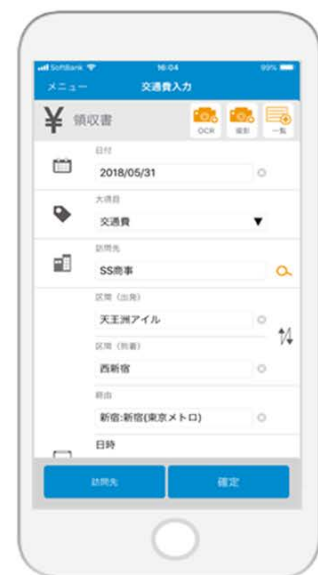 SoftBank 16:04 99%
メニュー 交通費入力
¥ 領収書
OCR 撮影 一覧
日付
2018/05/31
大項目
交通費 ▼
訪問先
SS商事
区間（出発）
天王洲アイル
区間（到着）
西新宿
経由
新宿:新宿(東京メトロ)
日時
訪問先 確定